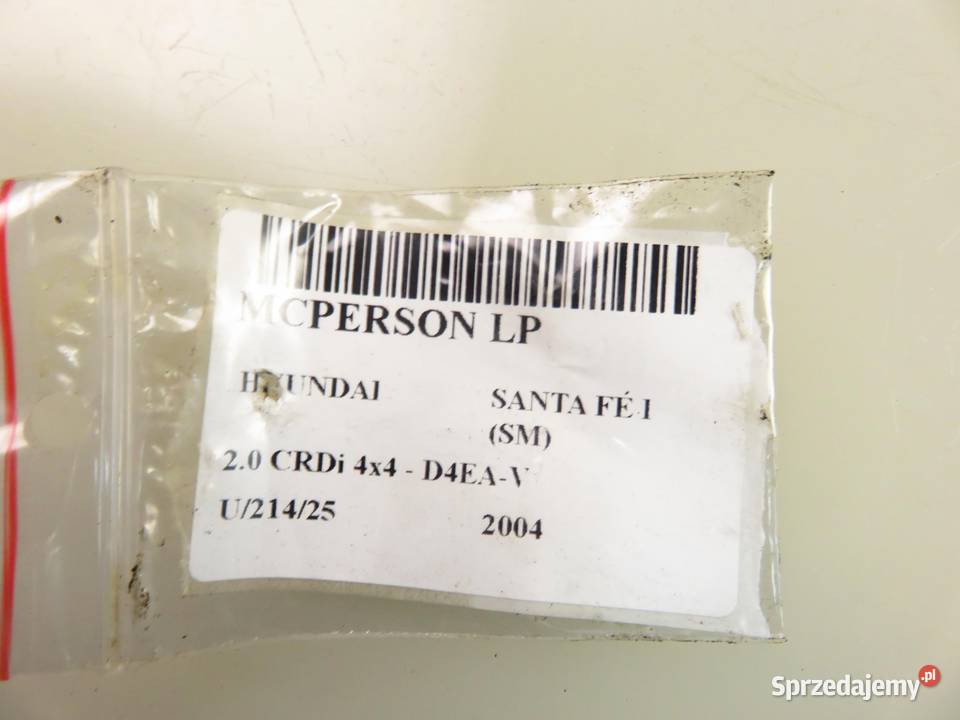 MCPERSON LP
HYUNDAI SANTA FÉ I
(SM)
2.0 CRDi 4x4 - D4EA-V
U/214/25 2004
Sprzedajemy.pl